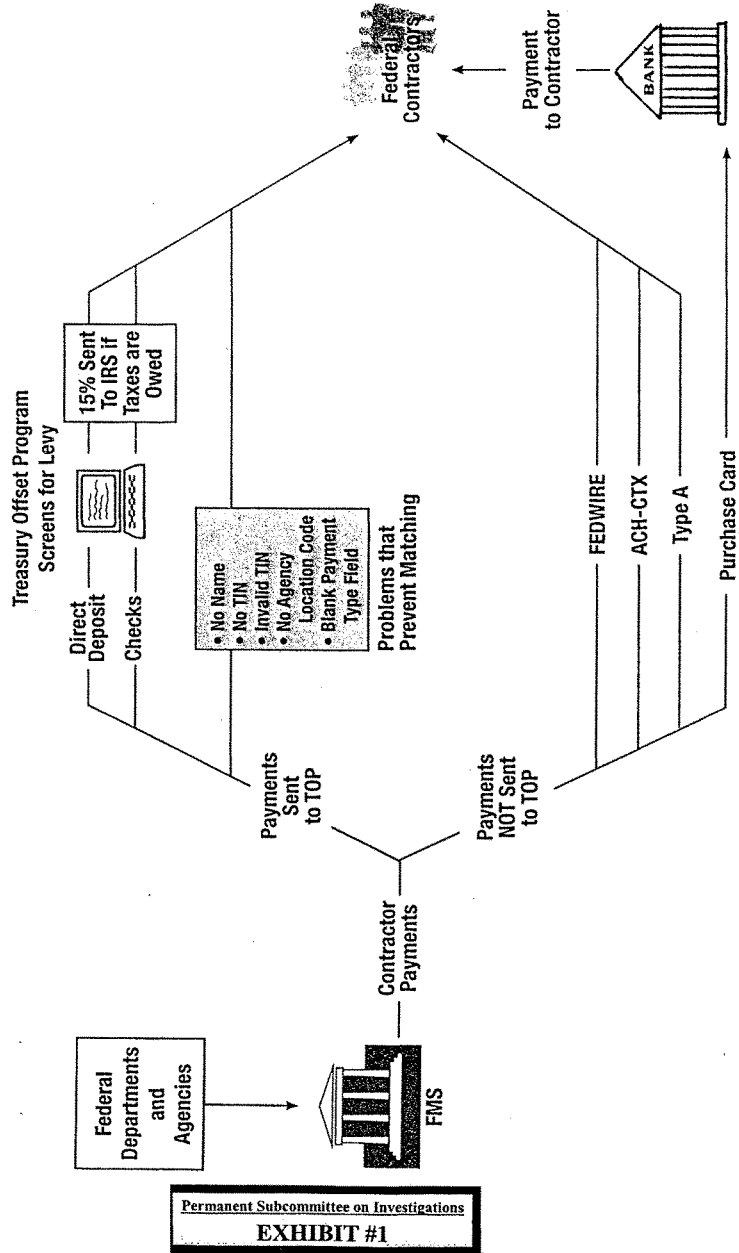 Federal
Departments
and
Agencies
FMS
Contractor
Payments
Payments
Sent
to TOP
Payments
NOT Sent
to TOP
Treasury Offset Program
Screens for Levy
Direct
Deposit
Checks
15% Sent
To IRS if
Taxes are
Owed
• No Name
• No TIN
• Invalid TIN
• No Agency
Location Code
• Blank Payment
Type Field
Problems that
Prevent Matching
FEDWIRE
ACH-CTX
Type A
Purchase Card
Federal
Contractors
Payment
to Contractor
BANK
Permanent Subcommittee on Investigations
EXHIBIT #1